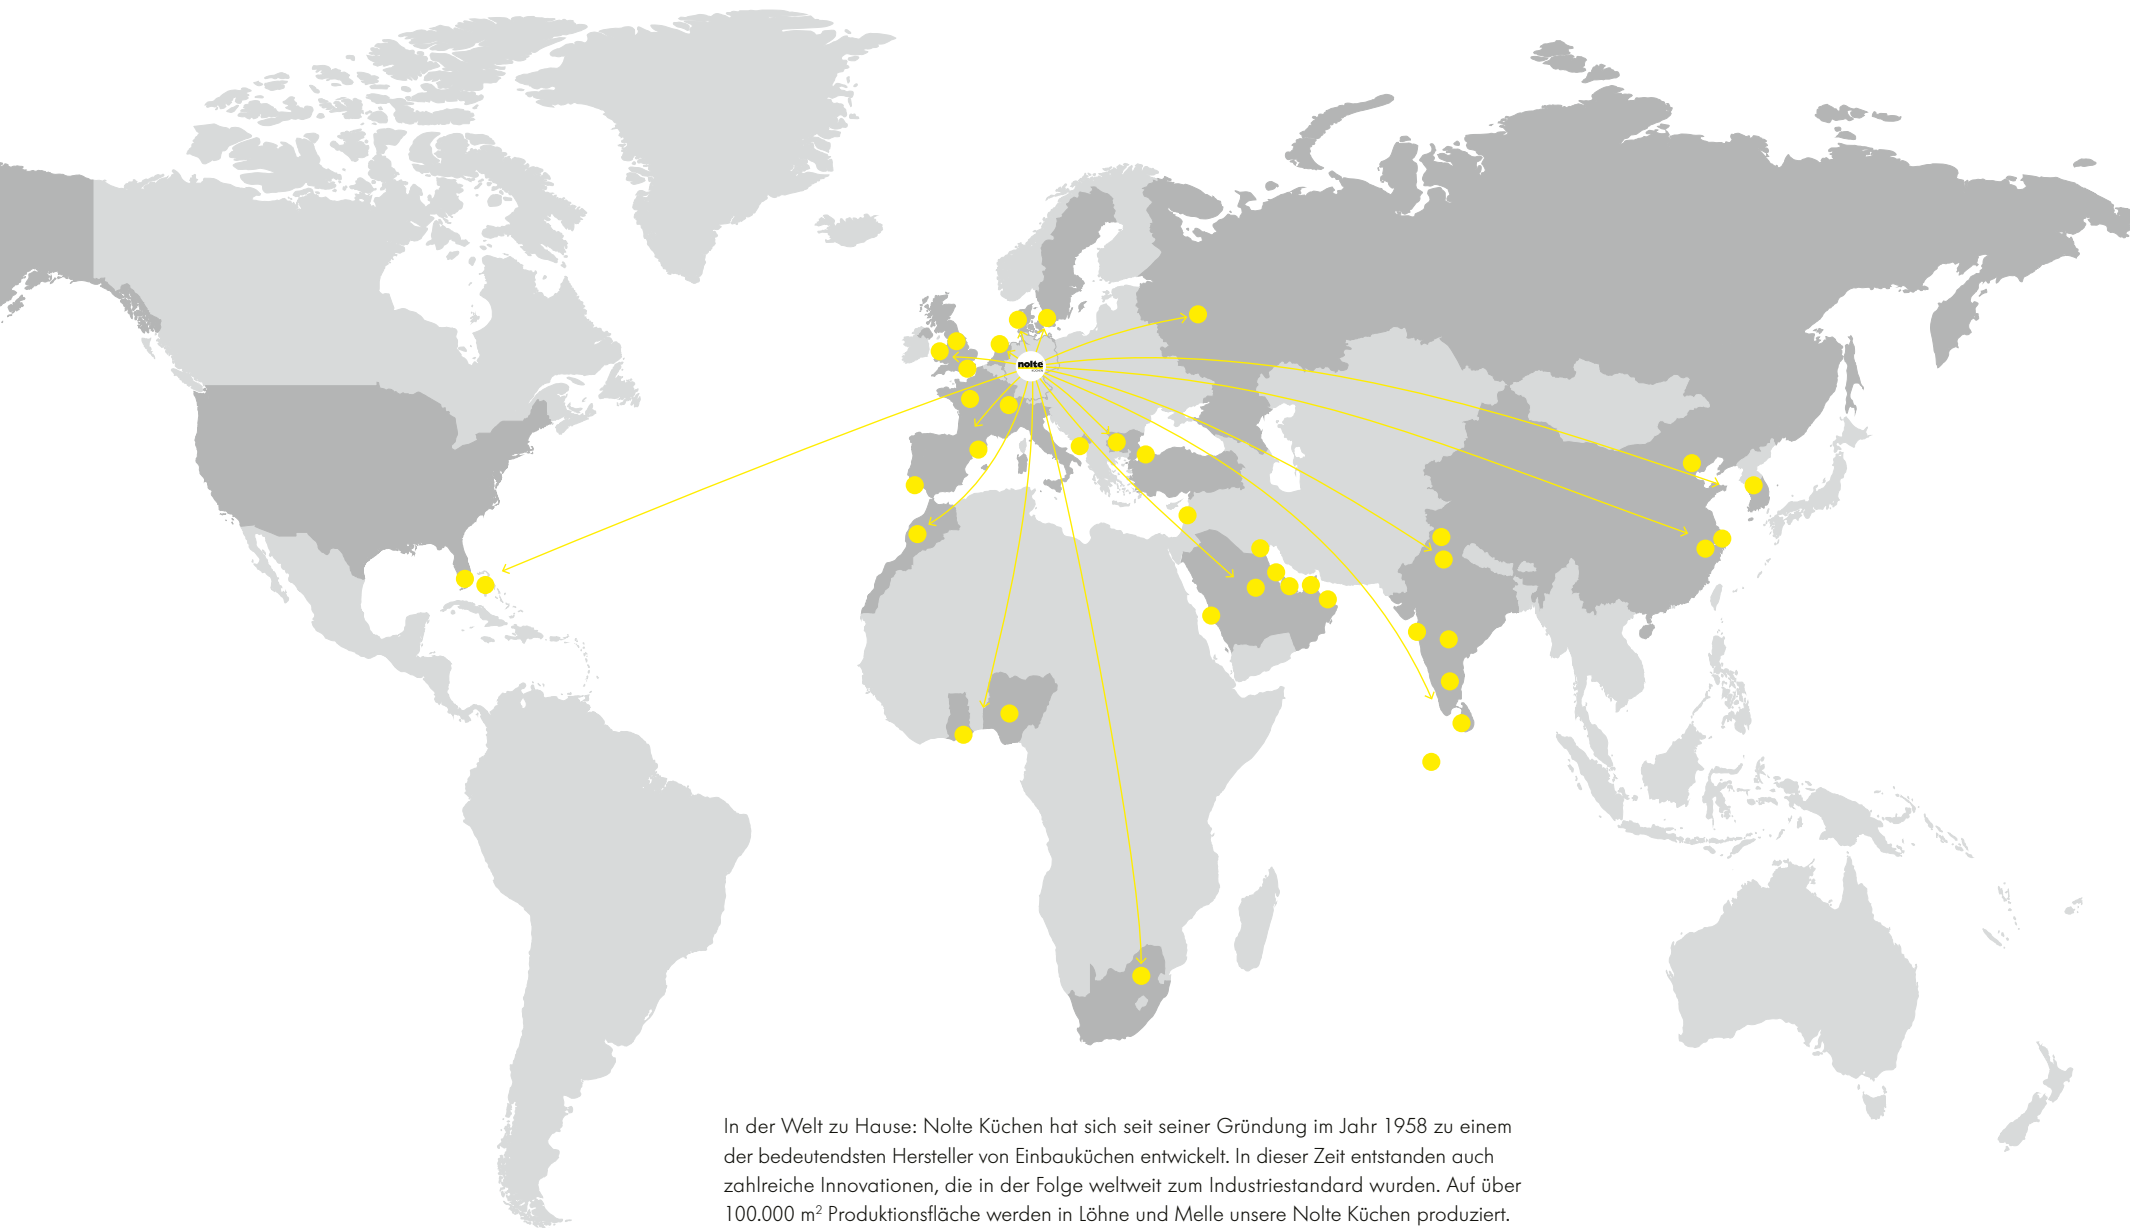 nolte
In der Welt zu Hause: Nolte Küchen hat sich seit seiner Gründung im Jahr 1958 zu einem
der bedeutendsten Hersteller von Einbauküchen entwickelt. In dieser Zeit entstanden auch
zahlreiche Innovationen, die in der Folge weltweit zum Industriestandard wurden. Auf über
100.000 m² Produktionsfläche werden in Löhne und Melle unsere Nolte Küchen produziert.